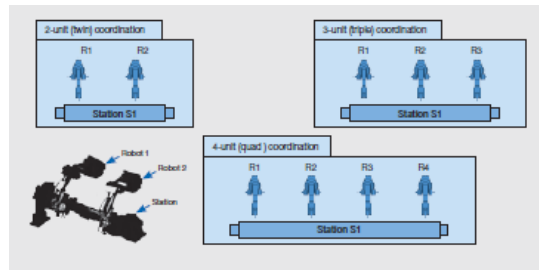 2-unit (twin) coordination
R1 R2
Station S1
3-unit (triple) coordination
R1 R2 R3
Station S1
Robot 1
Robot 2
Station
4-unit (quad ) coordination
R1 R2 R3 R4
Station S1